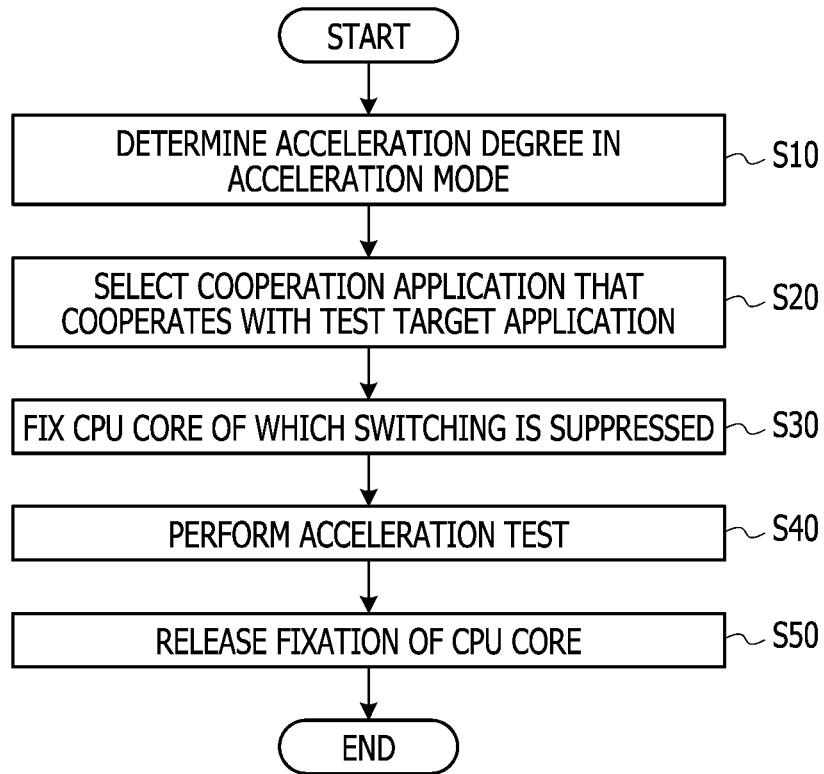 START
DETERMINE ACCELERATION DEGREE IN
ACCELERATION MODE
S10
SELECT COOPERATION APPLICATION THAT
COOPERATES WITH TEST TARGET APPLICATION
S20
FIX CPU CORE OF WHICH SWITCHING IS SUPPRESSED
S30
PERFORM ACCELERATION TEST
S40
RELEASE FIXATION OF CPU CORE
S50
END